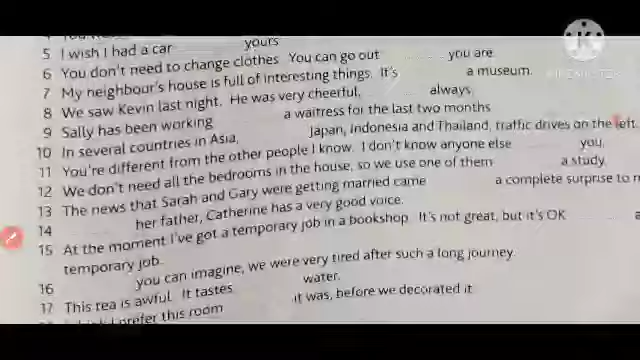 5 I wish I had a car yours
6 You don't need to change clothes You can go out you are
7 My neighbour's house is full of interesting things. It's a museum.
8 We saw Kevin last night. He was very cheerful, always
9 Sally has been working a waitress for the last two months
10 In several countries in Asia, Japan, Indonesia and Thailand, traffic drives on the left.
11 You're different from the other people I know. I don't know anyone else you
12 We don't need all the bedrooms in the house, so we use one of them a study
13 The news that Sarah and Gary were getting married came a complete surprise to
14 her father, Catherine has a very good voice.
15 At the moment I've got a temporary job in a bookshop. It's not great, but it's OK
temporary job.
16 you can imagine, we were very tired after such a long journey.
17 This tea is awful. It tastes water.
I prefer this room it was, before we decorated it